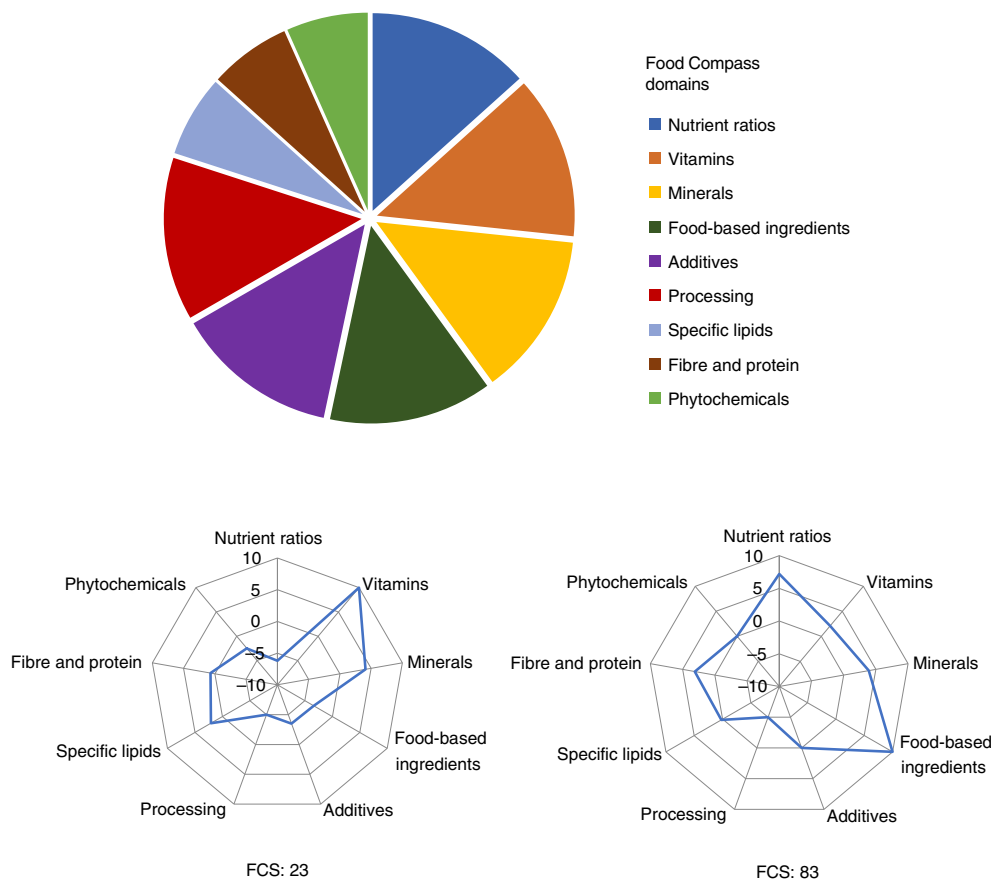 Food Compass
domains
Nutrient ratios
Vitamins
Minerals
Food-based ingredients
Additives
Processing
Specific lipids
Fibre and protein
Phytochemicals
Nutrient ratios
10
Vitamins
Phytochemicals
5
0
Fibre and protein
Minerals
−5
−10
Specific lipids
Food-based
ingredients
Processing
Additives
FCS: 23
Nutrient ratios
10
Phytochemicals
Vitamins
5
0
Fibre and protein
Minerals
−5
−10
Specific lipids
Food-based
ingredients
Processing
Additives
FCS: 83